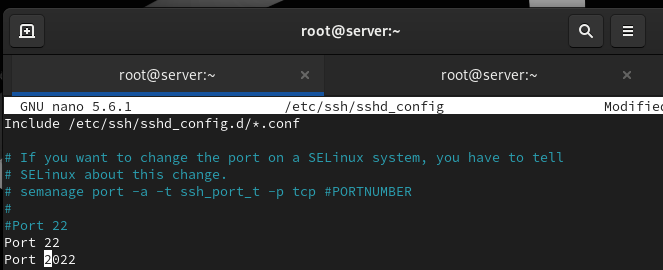 root@server:~
root@server:~ ×
root@server:~ ×
GNU nano 5.6.1 /etc/ssh/sshd_config Modified
Include /etc/ssh/sshd_config.d/*.conf
# If you want to change the port on a SELinux system, you have to tell
# SELinux about this change.
# semanage port -a -t ssh_port_t -p tcp #PORTNUMBER
#
#Port 22
Port 22
Port 2022